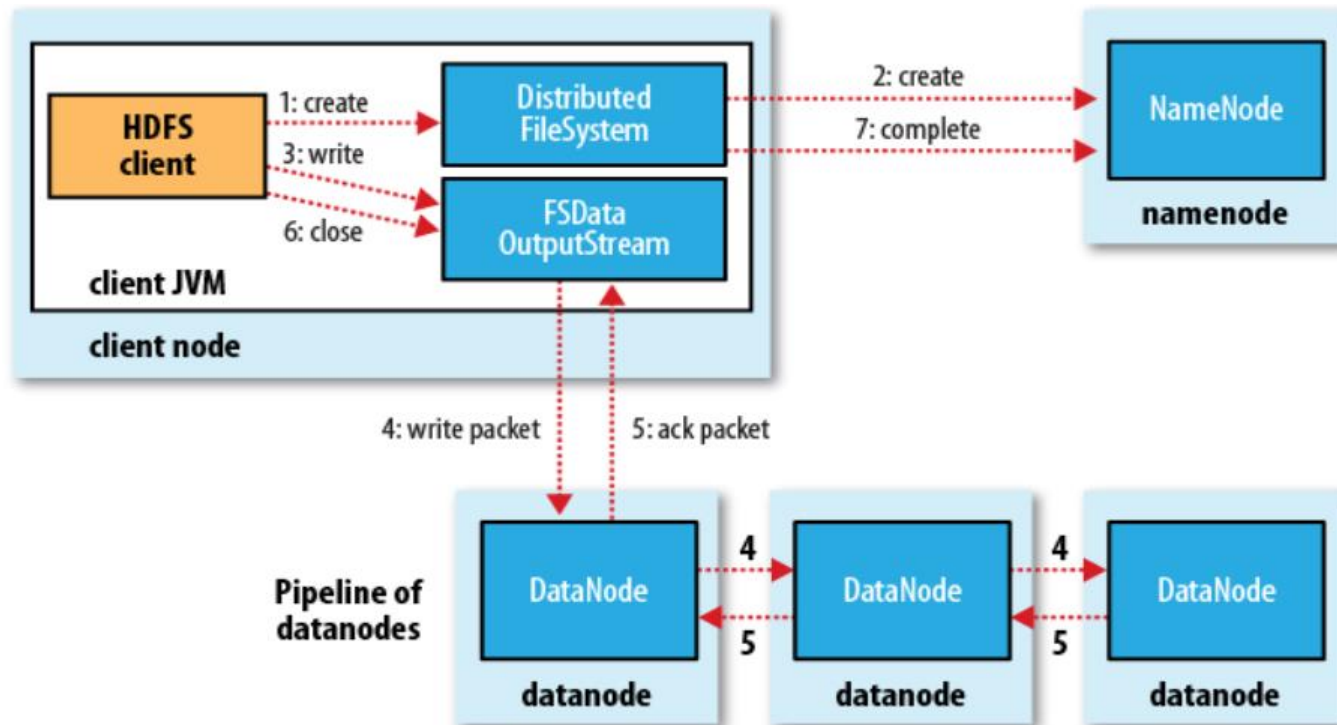 HDFS
client
1: create
3: write
6: close
Distributed
FileSystem
FSData
OutputStream
client JVM
client node
2: create
7: complete
NameNode
namenode
4: write packet
5: ack packet
Pipeline of
datanodes
DataNode
4
5
DataNode
4
5
DataNode
datanode
datanode
datanode